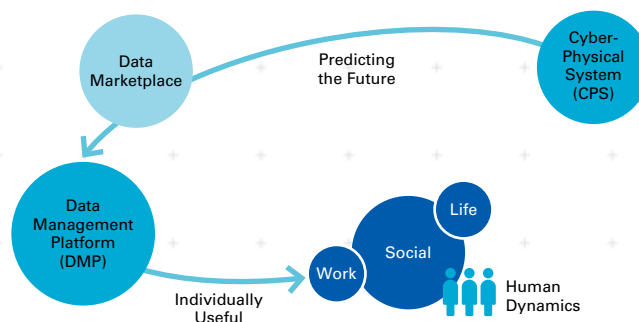 Data
Marketplace
Predicting
the Future
Cyber-
Physical
System
(CPS)
Data
Management
Platform
(DMP)
Individually
Useful
Work
Social
Life
Human
Dynamics